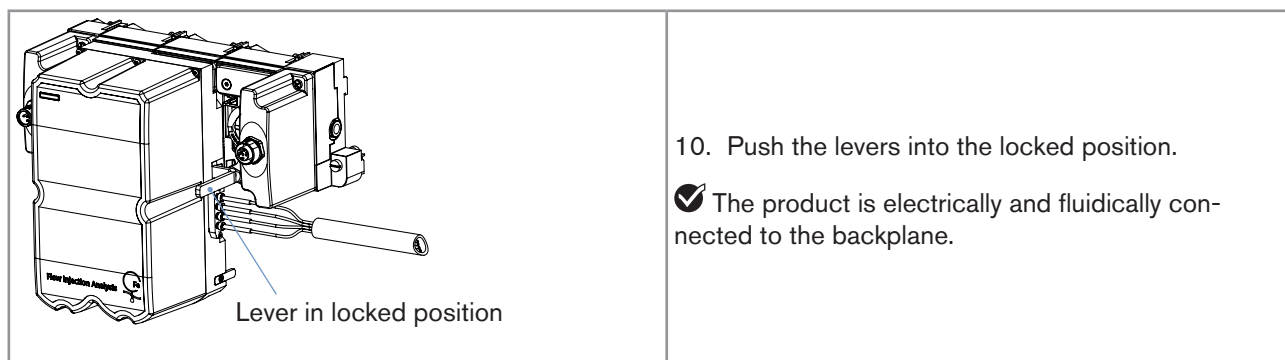 Flow Injection Analysis
Fe
Lever in locked position
10. Push the levers into the locked position.
The product is electrically and fluidically con-
nected to the backplane.